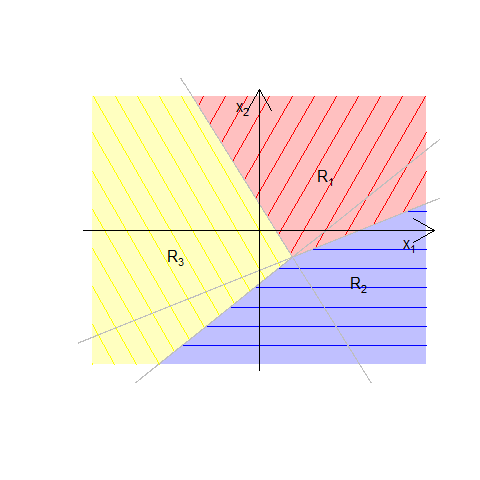 x₂
R₁
x₁
R₃
R₂